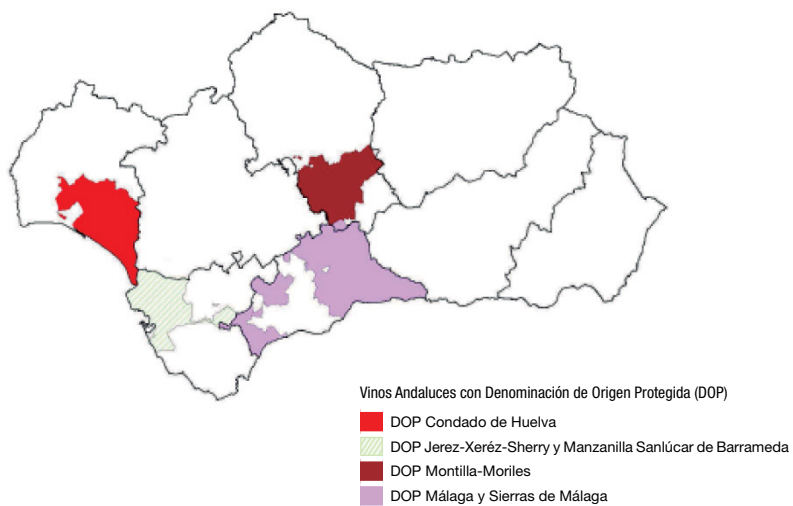 Vinos Andaluces con Denominación de Origen Protegida (DOP)
DOP Condado de Huelva
DOP Jerez-Xeréz-Sherry y Manzanilla Sanlúcar de Barrameda
DOP Montilla-Moriles
DOP Málaga y Sierras de Málaga